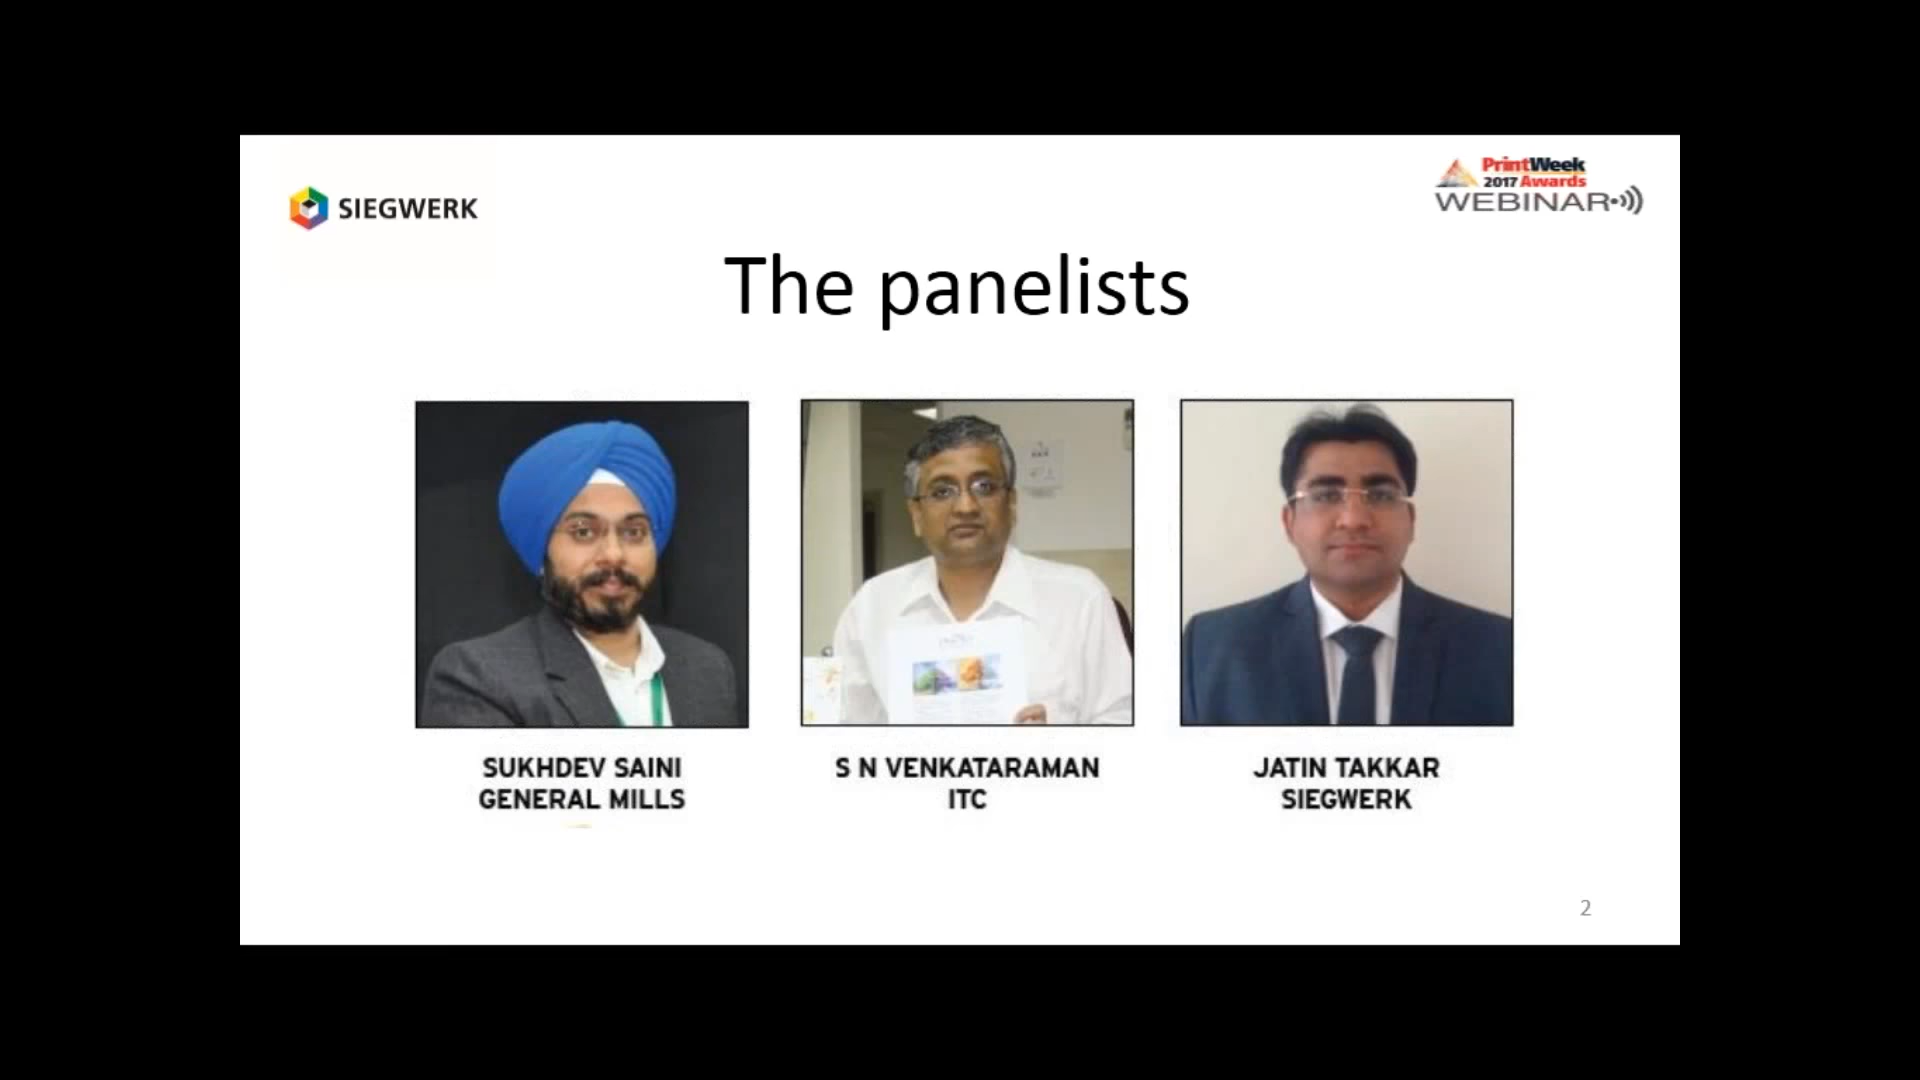 SIEGWERK
PrintWeek
2017 Awards
WEBINAR
The panelists
SUKHDEV SAINI
GENERAL MILLS
S N VENKATARAMAN
ITC
JATIN TAKKAR
SIEGWERK
2